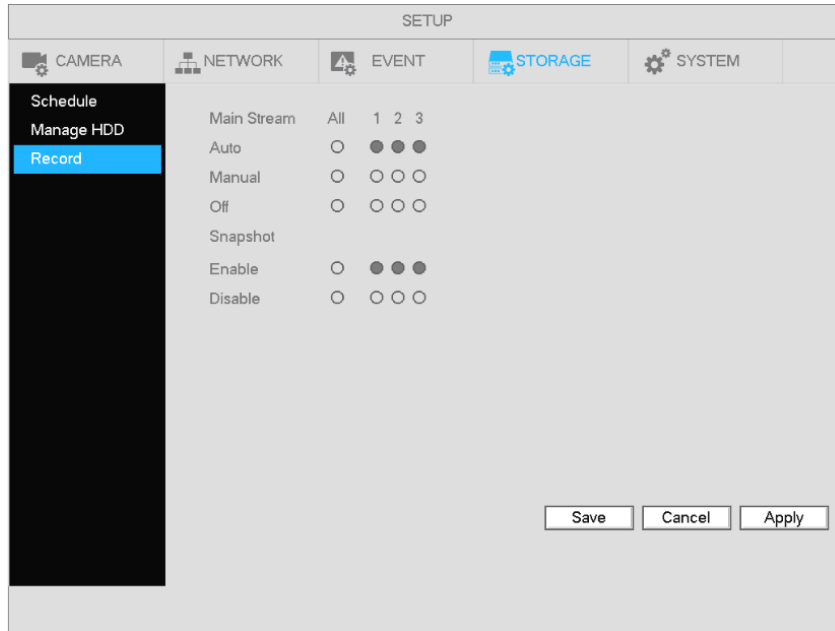 SETUP
CAMERA NETWORK EVENT STORAGE SYSTEM
Schedule
Manage HDD
Record
Main Stream All 1 2 3
Auto
Manual
Off
Snapshot
Enable
Disable
Save Cancel Apply